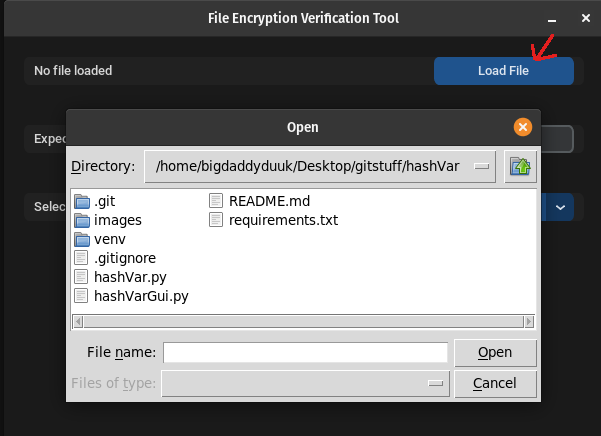 File Encryption Verification Tool
No file loaded
Load File
Expec
Selec
Open
Directory: /home/bigdaddyduuk/Desktop/gitstuff/hashVar
.git
images
venv
.gitignore
hashVar.py
hashVarGui.py
README.md
requirements.txt
File name:
Open
Files of type:
Cancel